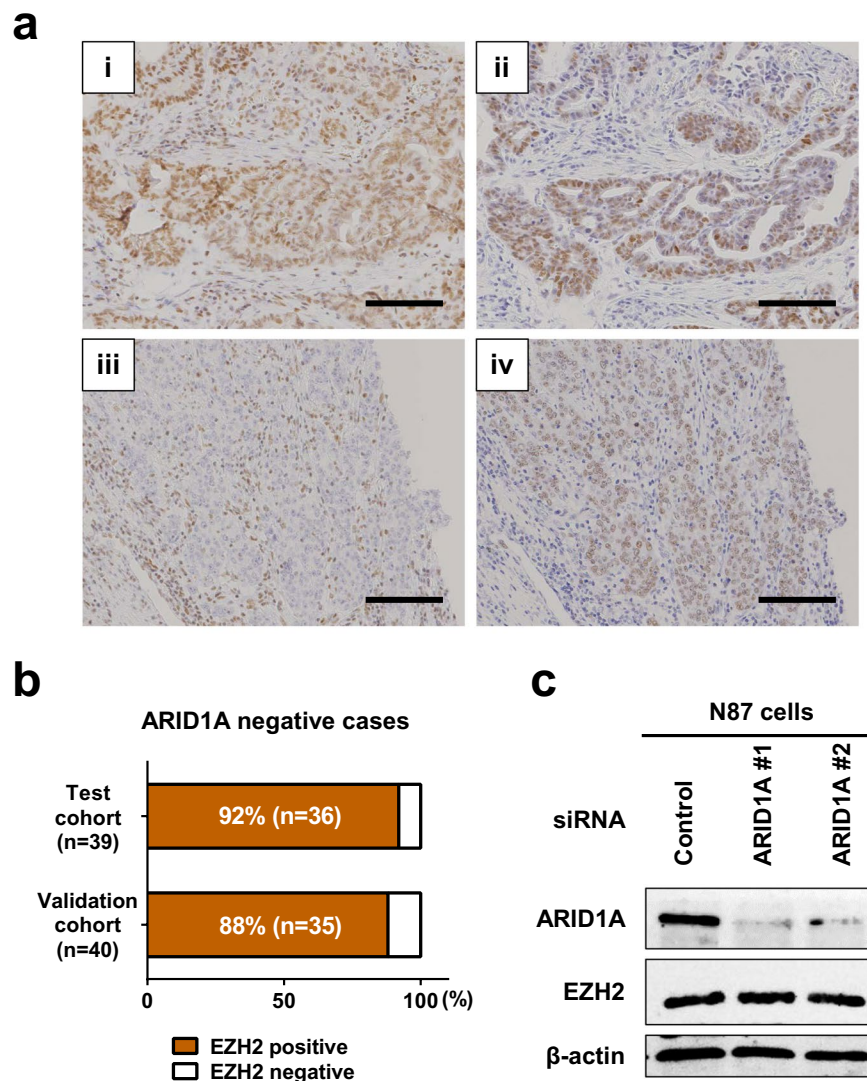 a
i
ii
iii
iv
b
ARID1A negative cases
Test
cohort
(n=39)
92% (n=36)
Validation
cohort
(n=40)
88% (n=35)
0
50
100 (%)
EZH2 positive
EZH2 negative
c
N87 cells
siRNA
Control
ARID1A #1
ARID1A #2
ARID1A
EZH2
β-actin